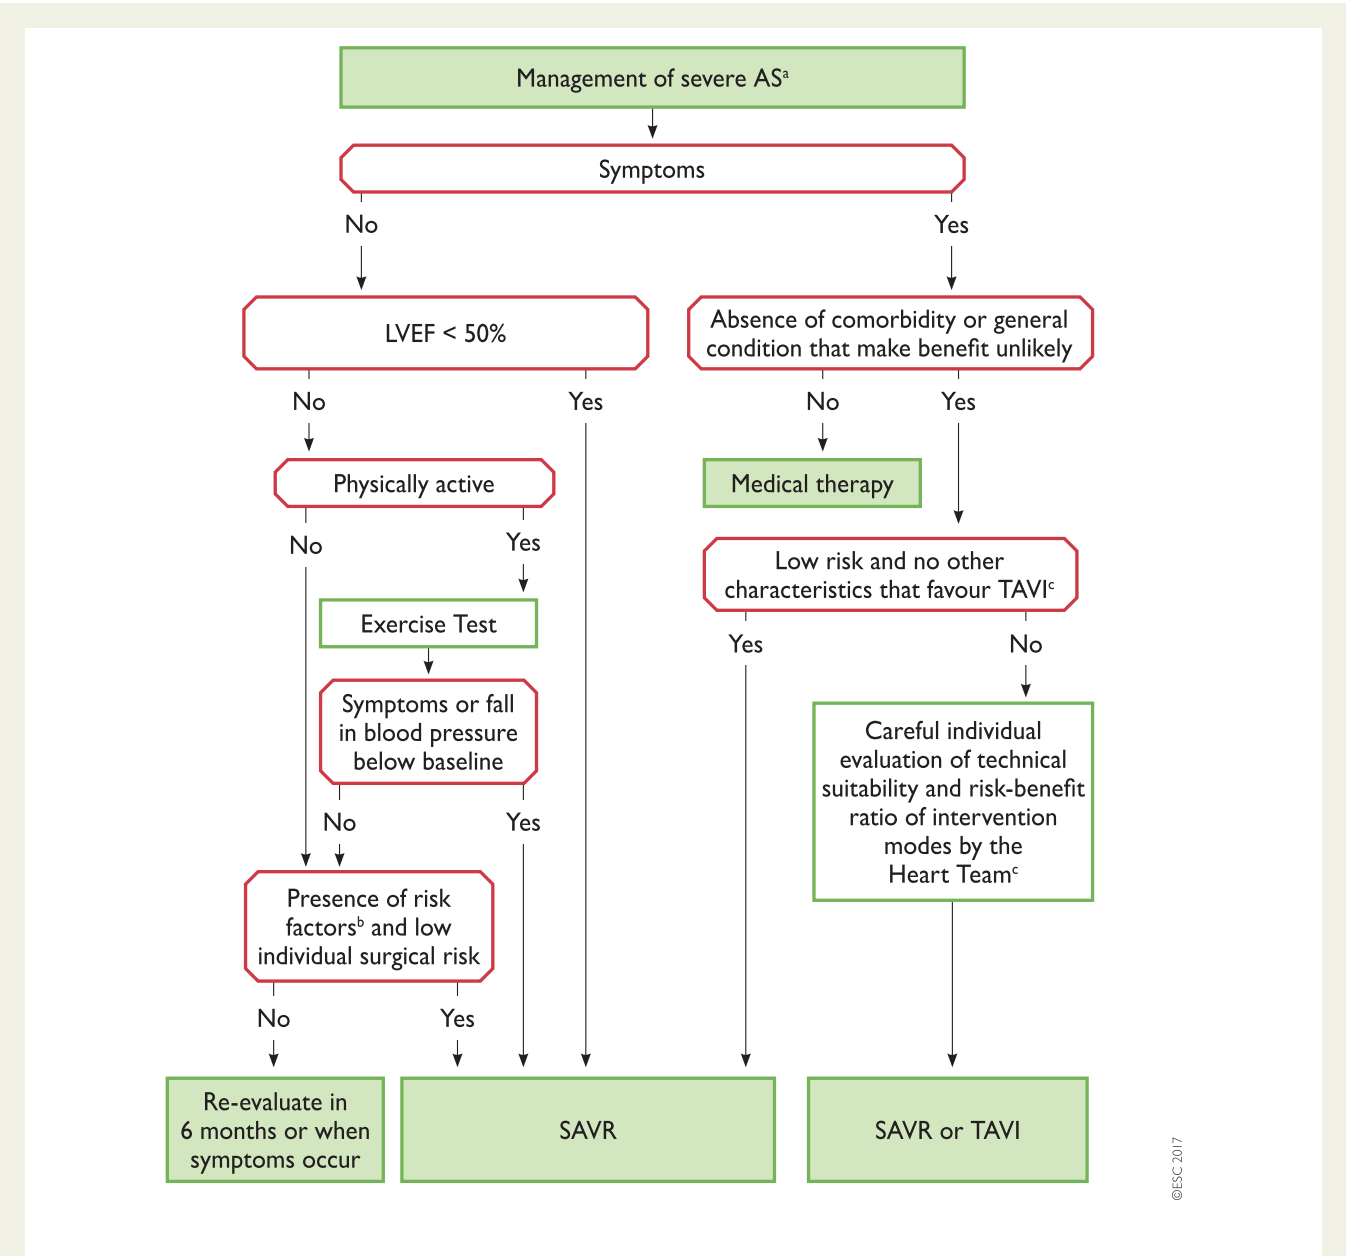 Management of severe ASa
Symptoms
No
Yes
LVEF < 50%
Absence of comorbidity or general
condition that make benefit unlikely
No
Yes
No
Yes
Physically active
Medical therapy
No
Yes
Low risk and no other
characteristics that favour TAVIc
Exercise Test
Yes
No
Symptoms or fall
in blood pressure
below baseline
Careful individual
evaluation of technical
suitability and risk-benefit
ratio of intervention
modes by the
Heart Teamc
No
Yes
Presence of risk
factorsb and low
individual surgical risk
No
Yes
Re-evaluate in
6 months or when
symptoms occur
SAVR
SAVR or TAVI
©ESC 2017